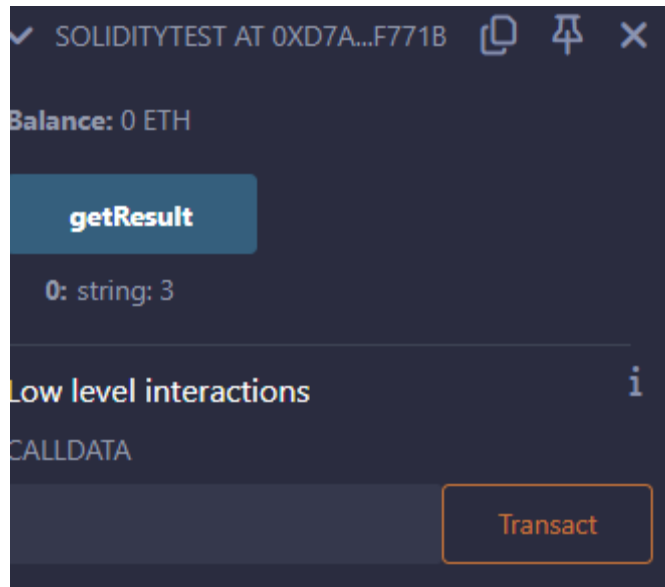 SOLIDITYTEST AT 0XD7A...F771B
Balance: 0 ETH
getResult
0: string: 3
Low level interactions
i
CALLDATA
Transact